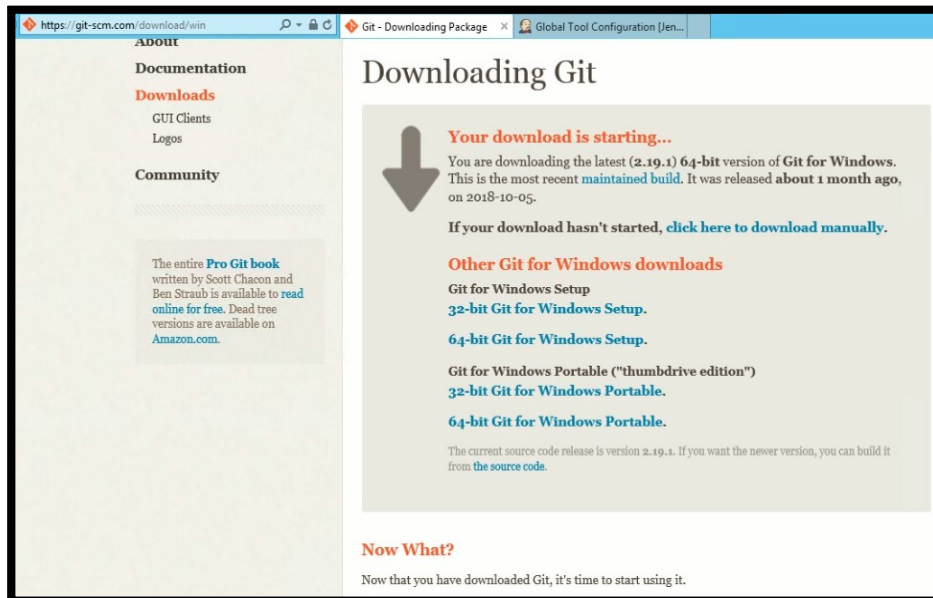 https://git-scm.com/download/win
Git - Downloading Package
Global Tool Configuration [Jen...
About
Documentation
Downloads
GUI Clients
Logos
Community
The entire Pro Git book
written by Scott Chacon and
Ben Straub is available to read
online for free. Dead tree
versions are available on
Amazon.com.
Downloading Git
Your download is starting...
You are downloading the latest (2.19.1) 64-bit version of Git for Windows.
This is the most recent maintained build. It was released about 1 month ago,
on 2018-10-05.
If your download hasn't started, click here to download manually.
Other Git for Windows downloads
Git for Windows Setup
32-bit Git for Windows Setup.
64-bit Git for Windows Setup.
Git for Windows Portable ("thumbdrive edition")
32-bit Git for Windows Portable.
64-bit Git for Windows Portable.
The current source code release is version 2.19.1. If you want the newer version, you can build it
from the source code.
Now What?
Now that you have downloaded Git, it's time to start using it.